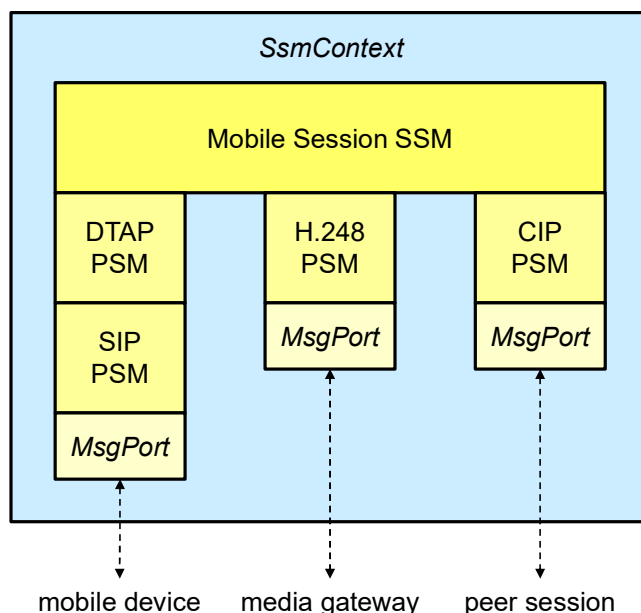 SsmContext
Mobile Session SSM
DTAP
PSM
H.248
PSM
CIP
PSM
SIP
PSM
MsgPort
MsgPort
MsgPort
mobile device
media gateway
peer session